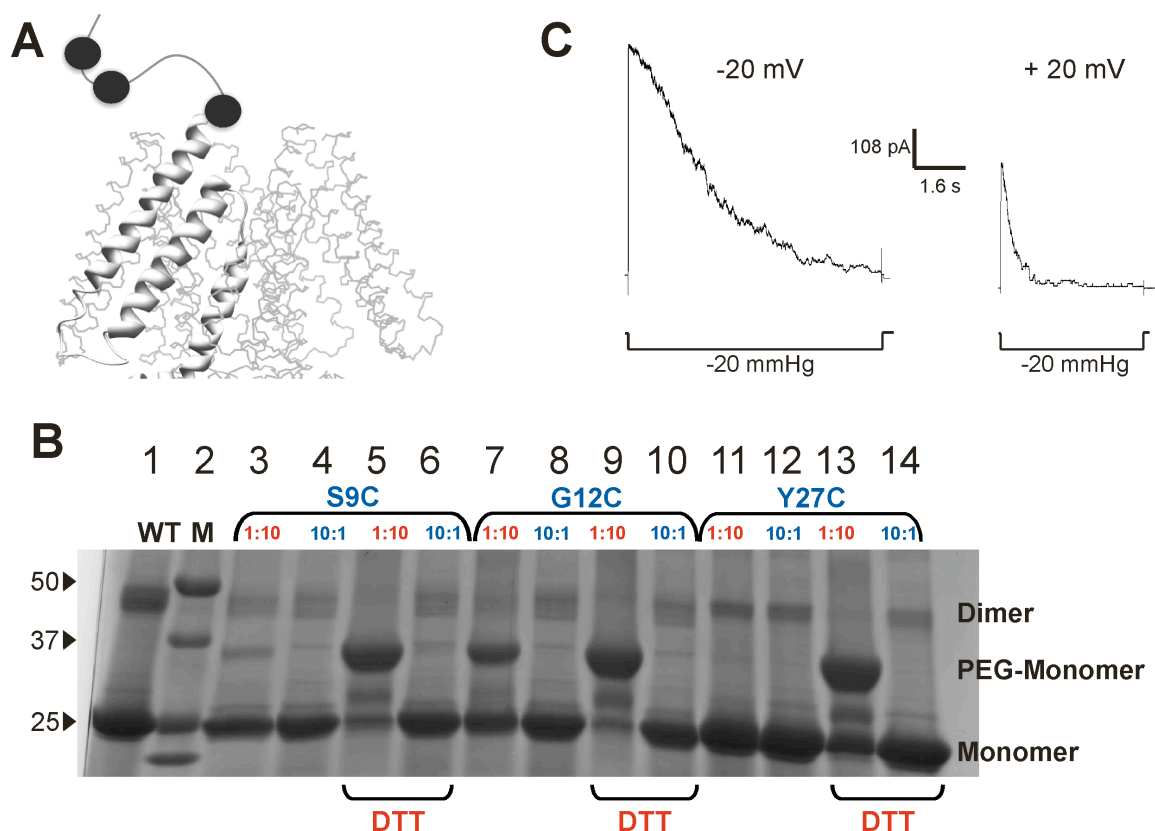 A
C
-20 mV
+ 20 mV
108 pA
1.6 s
-20 mmHg
-20 mmHg
B
1 2 3 4 5 6 7 8 9 10 11 12 13 14
S9C G12C Y27C
WT M 1:10 10:1 1:10 10:1 1:10 10:1 1:10 10:1 1:10 10:1 1:10 10:1
50
37
25
Dimer
PEG-Monomer
Monomer
DTT DTT DTT